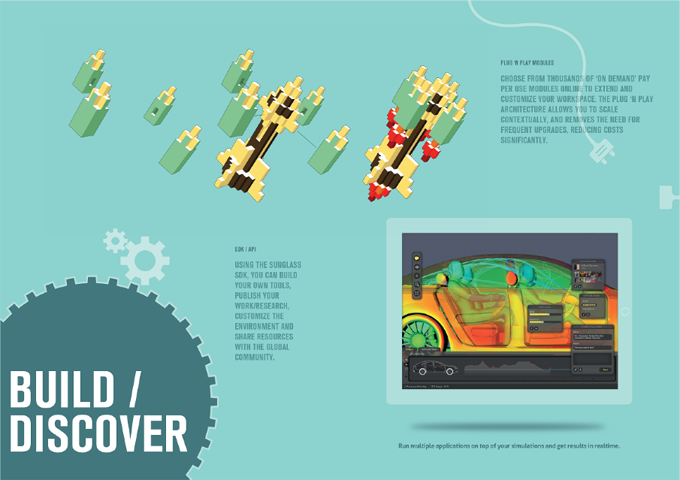 PLUG 'N PLAY MODULES
CHOOSE FROM THOUSANDS OF 'ON DEMAND' PAY
PER USE MODULES ONLINE TO EXTEND AND
CUSTOMIZE YOUR WORKSPACE. THE PLUG 'N PLAY
ARCHITECTURE ALLOWS YOU TO SCALE
CONTEXTUALLY, AND REMOVES THE NEED FOR
FREQUENT UPGRADES, REDUCING COSTS
SIGNIFICANTLY.
SDK / API
USING THE SUNGLASS
SDK, YOU CAN BUILD
YOUR OWN TOOLS,
PUBLISH YOUR
WORK/RESEARCH,
CUSTOMIZE THE
ENVIRONMENT AND
SHARE RESOURCES
WITH THE GLOBAL
COMMUNITY.
BUILD /
DISCOVER
Run multiple applications on top of your simulations and get results in realtime.